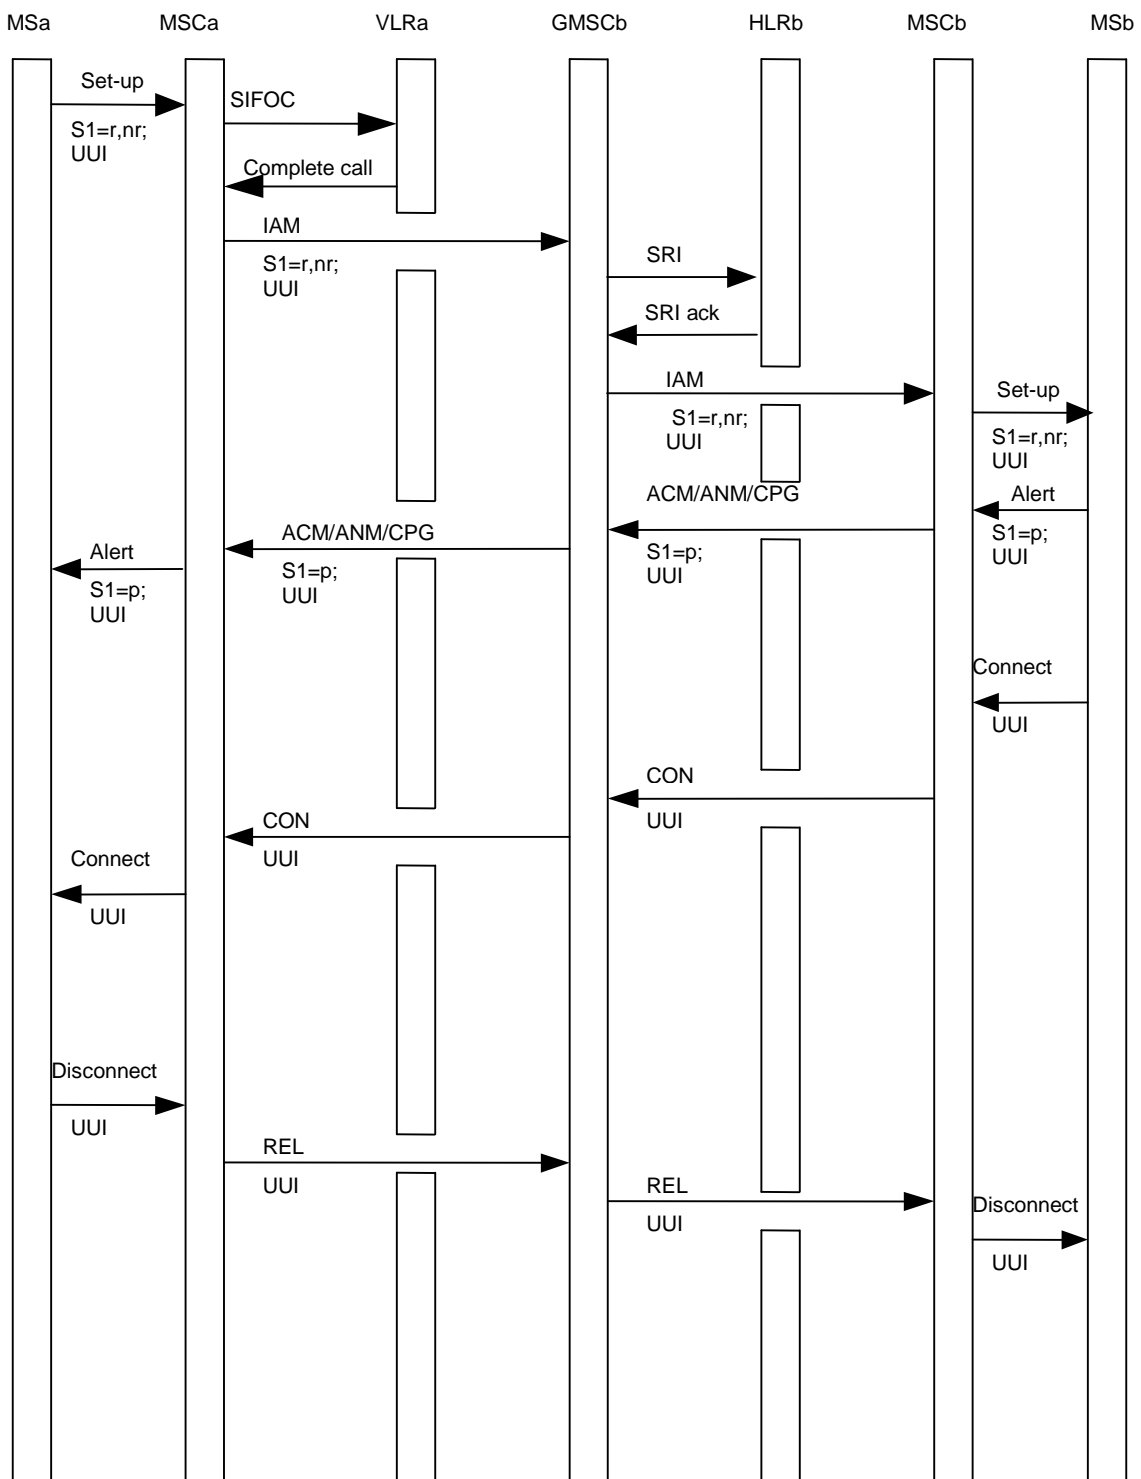 MSa MSCa VLRa GMSCb HLRb MSCb MSb
Set-up
SIFOC
S1=r,nr;
UUI
Complete call
IAM
S1=r,nr;
UUI
SRI
SRI ack
IAM
S1=r,nr;
UUI
Set-up
S1=r,nr;
UUI
Alert
S1=p;
UUI
ACM/ANM/CPG
S1=p;
UUI
ACM/ANM/CPG
S1=p;
UUI
Alert
S1=p;
UUI
Connect
UUI
CON
UUI
CON
UUI
Connect
UUI
Disconnect
UUI
REL
UUI
REL
UUI
Disconnect
UUI